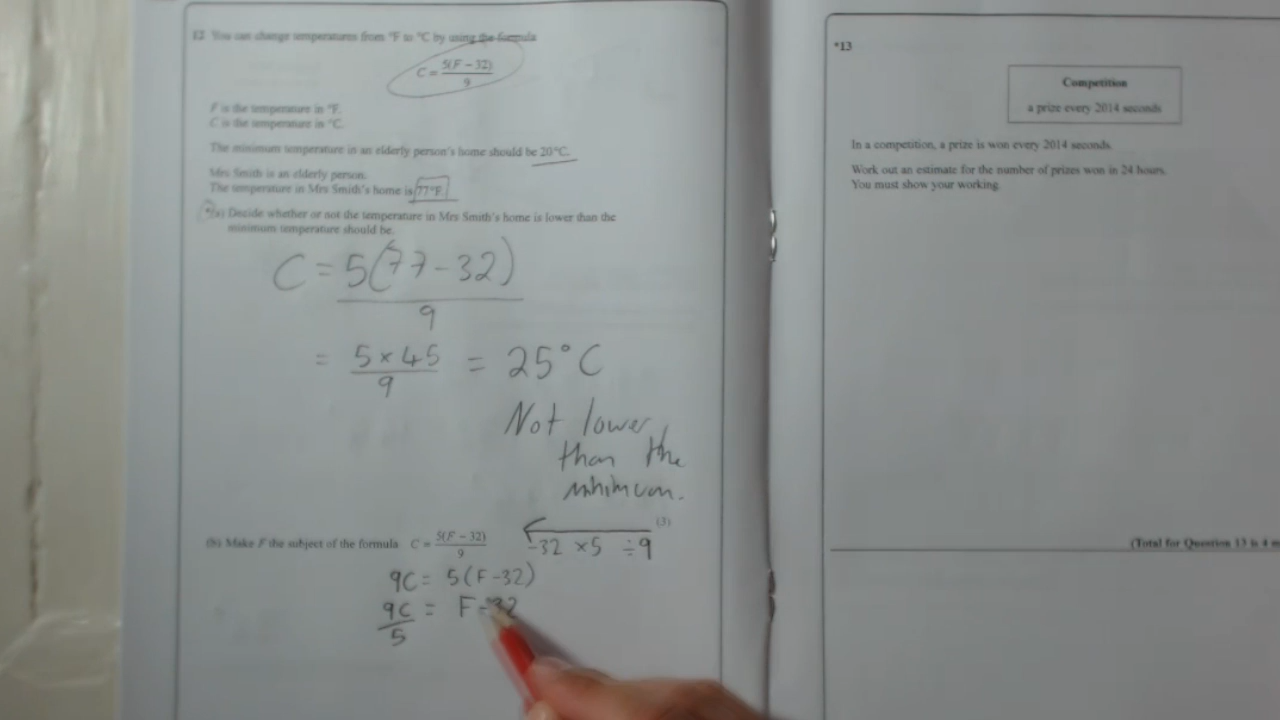 12 You can change temperatures from °F to °C by using the formula
C = 5(F − 32) / 9
F is the temperature in °F.
C is the temperature in °C.
The minimum temperature in an elderly person's home should be 20°C.
Mrs Smith is an elderly person.
The temperature in Mrs Smith's home is 77°F.
*(a) Decide whether or not the temperature in Mrs Smith's home is lower than the
minimum temperature should be.
C = 5(77 - 32) / 9
= 5 × 45 / 9 = 25°C
Not lower
than the
minimum.
(3)
(b) Make F the subject of the formula C = 5(F − 32) / 9
-32 ×5 ÷9
9C = 5(F - 32)
9C / 5 = F - 32
*13
Competition
a prize every 2014 seconds
In a competition, a prize is won every 2014 seconds.
Work out an estimate for the number of prizes won in 24 hours.
You must show your working.
(Total for Question 13 is 4 m